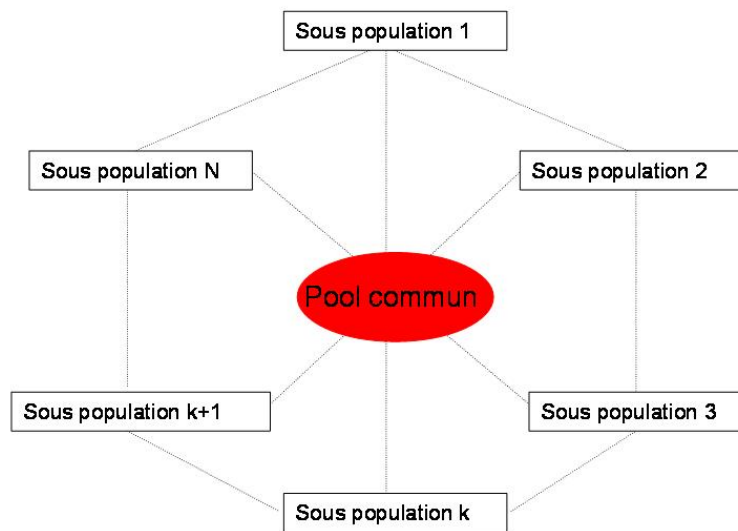 Sous population 1
Sous population N
Sous population 2
Pool commun
Sous population k+1
Sous population 3
Sous population k